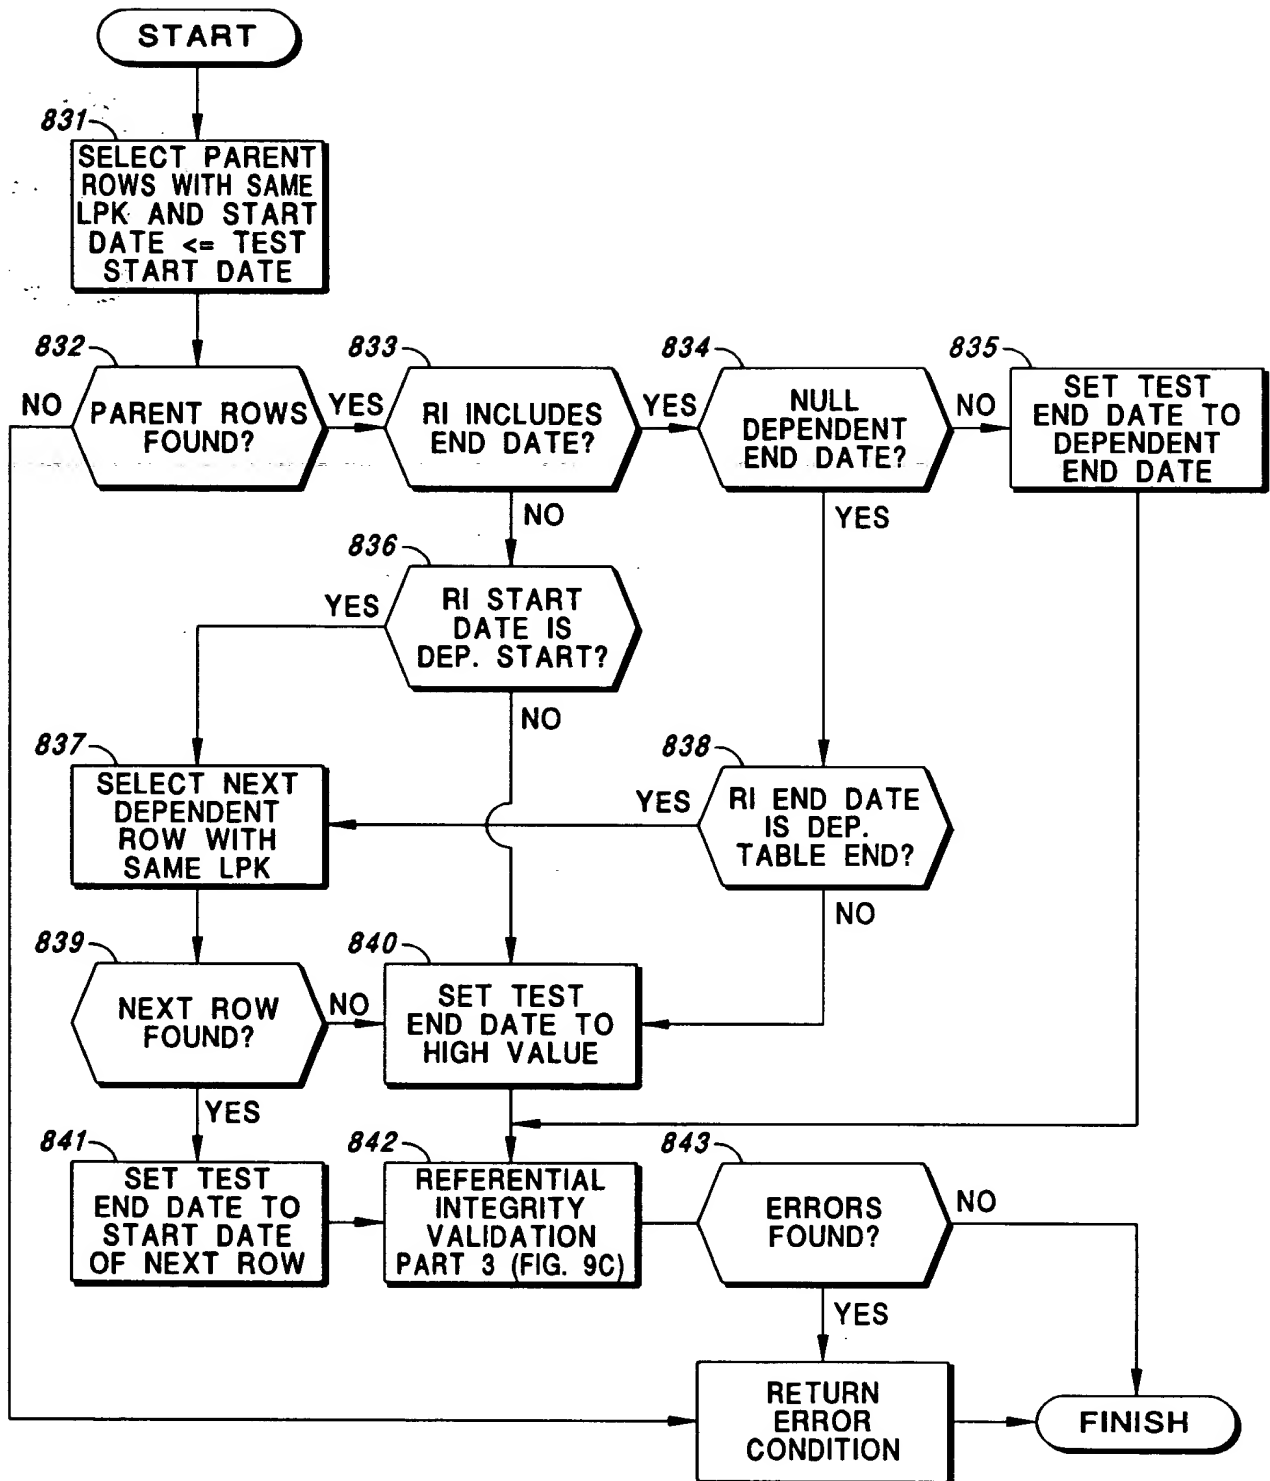 START
831
SELECT PARENT
ROWS WITH SAME
LPK AND START
DATE <= TEST
START DATE
832
833
834
835
NO
PARENT ROWS
FOUND?
YES
RI INCLUDES
END DATE?
YES
NULL
DEPENDENT
END DATE?
NO
SET TEST
END DATE TO
DEPENDENT
END DATE
NO
YES
836
YES
RI START
DATE IS
DEP. START?
NO
837
SELECT NEXT
DEPENDENT
ROW WITH
SAME LPK
838
YES
RI END DATE
IS DEP.
TABLE END?
NO
839
NEXT ROW
FOUND?
NO
840
SET TEST
END DATE TO
HIGH VALUE
YES
841
SET TEST
END DATE TO
START DATE
OF NEXT ROW
842
REFERENTIAL
INTEGRITY
VALIDATION
PART 3 (FIG. 9C)
843
ERRORS
FOUND?
NO
YES
RETURN
ERROR
CONDITION
FINISH